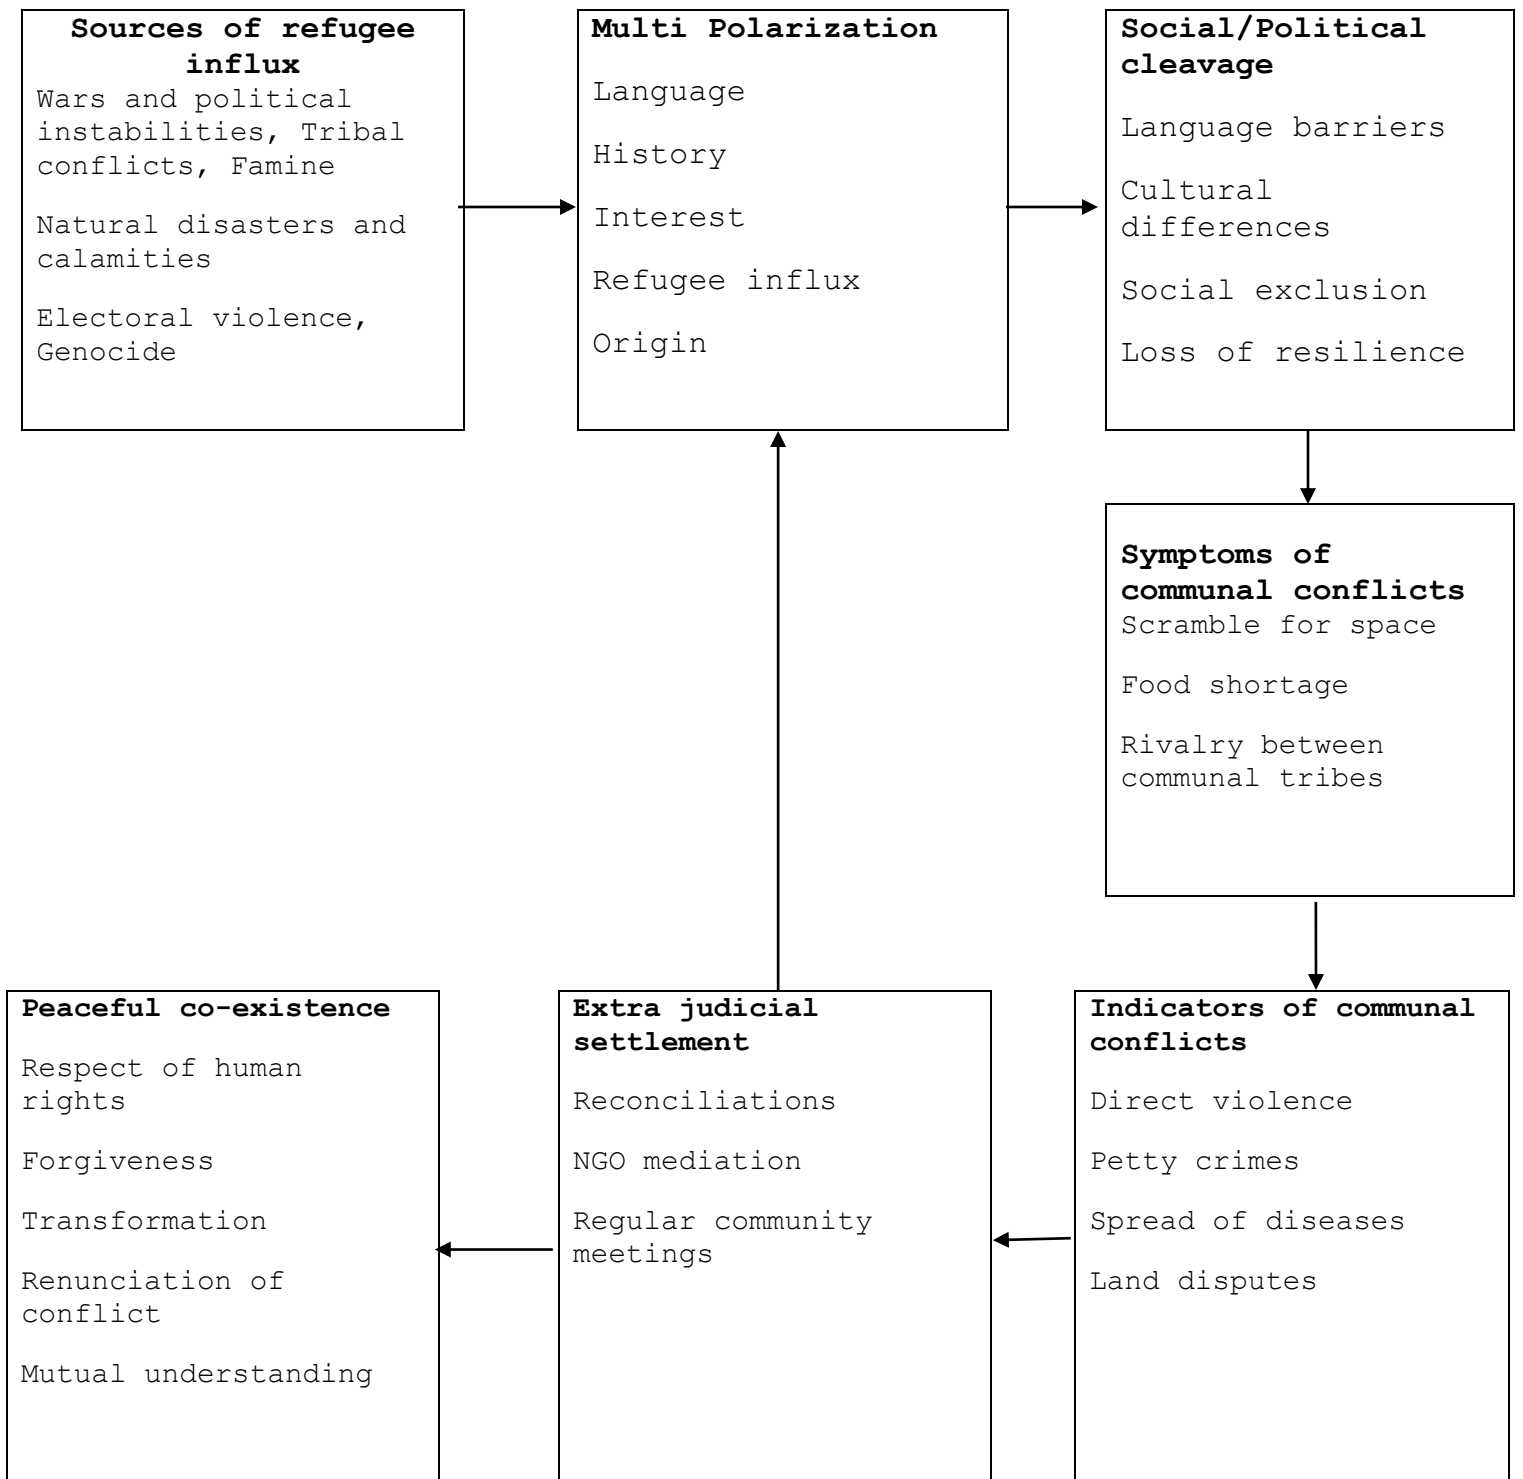 Sources of refugee
influx
Wars and political
instabilities, Tribal
conflicts, Famine
Natural disasters and
calamities
Electoral violence,
Genocide
Multi Polarization
Language
History
Interest
Refugee influx
Origin
Social/Political
cleavage
Language barriers
Cultural
differences
Social exclusion
Loss of resilience
Symptoms of
communal conflicts
Scramble for space
Food shortage
Rivalry between
communal tribes
Peaceful co-existence
Respect of human
rights
Forgiveness
Transformation
Renunciation of
conflict
Mutual understanding
Extra judicial
settlement
Reconciliations
NGO mediation
Regular community
meetings
Indicators of communal
conflicts
Direct violence
Petty crimes
Spread of diseases
Land disputes